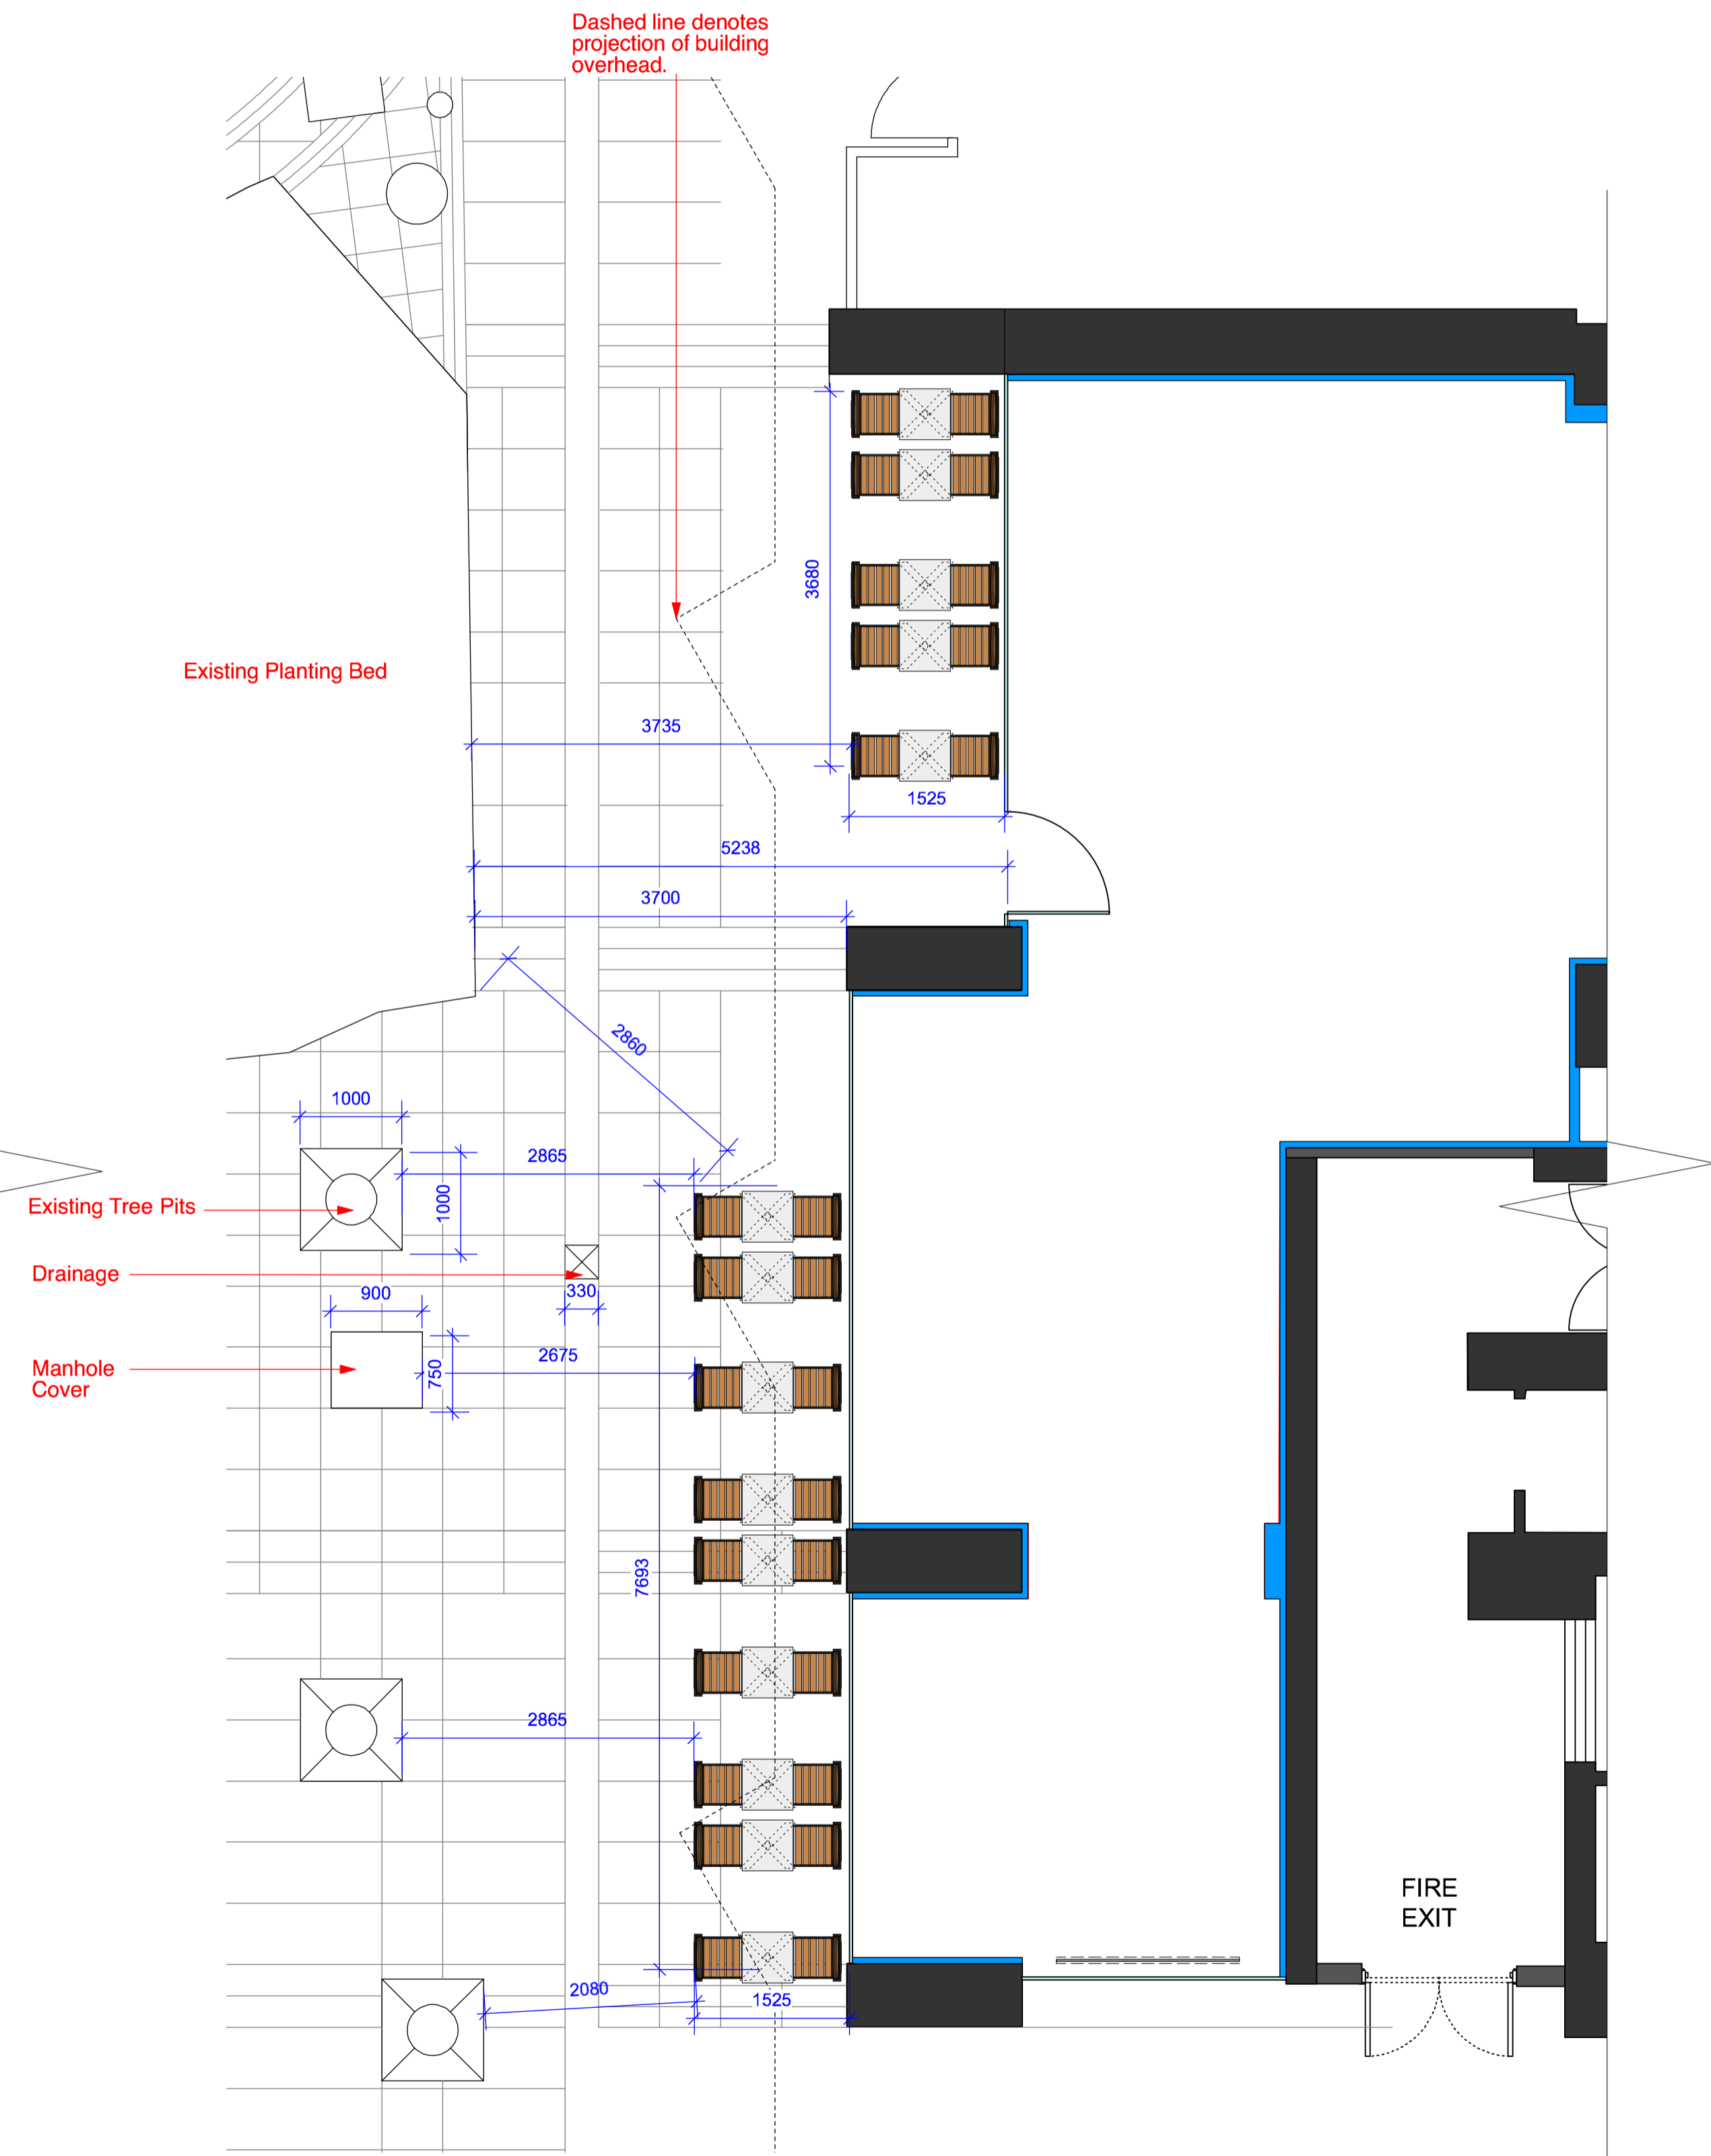 Dashed line denotes
projection of building
overhead.
3680
Existing Planting Bed
3735
1525
5238
3700
2860
1000
2865
1000
Existing Tree Pits
Drainage
330
900
2675
750
Manhole
Cover
7693
2865
FIRE
EXIT
2080
1525